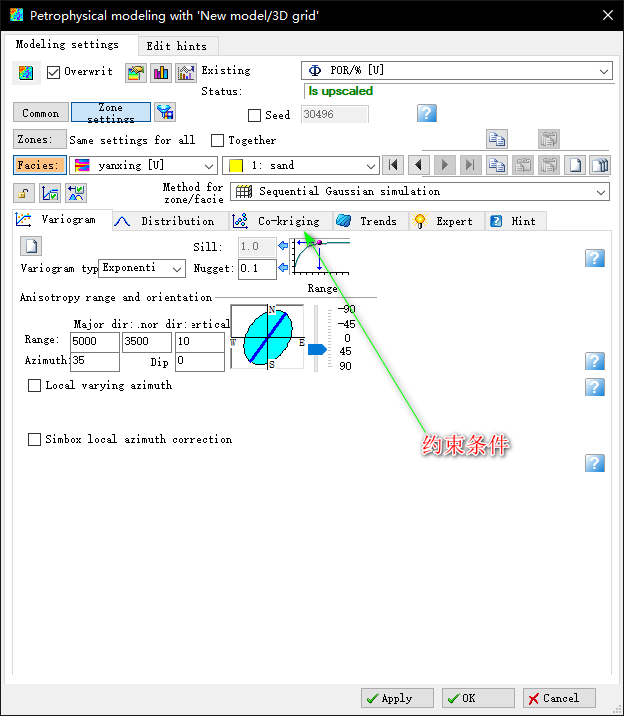 Petrophysical modeling with 'New model/3D grid'
Modeling settings
Edit hints
Overwrit
Existing
POR/% [U]
Status:
Is upscaled
Common
Zone settings
Seed
30496
Zones:
Same settings for all
Together
Facies:
yanxing [U]
1: sand
Method for zone/facie
Sequential Gaussian simulation
Variogram
Distribution
Co-kriging
Trends
Expert
Hint
Sill:
1.0
Variogram typ
Exponenti
Nugget:
0.1
Range
Anisotropy range and orientation
Major dir:
.nor dir:
ertical
Range:
5000
3500
10
Azimuth:
35
Dip
0
N
W
E
S
-90
-45
0
45
90
Local varying azimuth
约束条件
Simbox local azimuth correction
Apply
OK
Cancel